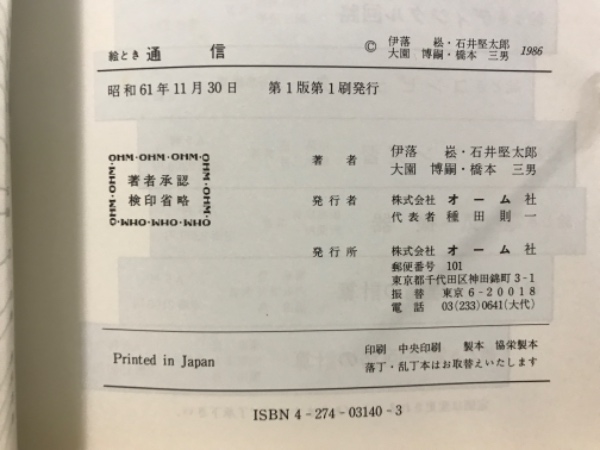 絵とき 通 信
© 伊落 崧・石井堅太郎
大園 博嗣・橋本 三男 1986
昭和61年11月30日 第1版第1刷発行
OHM・OHM・OHM・OHM・OHM・OHM・OHM・OHM・OHM・OHM・
著者承認
検印省略
著 者 伊落 崧・石井堅太郎
大園 博嗣・橋本 三男
発行者 株式会社 オーム社
代表者 種田則一
発行所 株式会社 オーム社
郵便番号 101
東京都千代田区神田錦町3-1
振替 東京6-20018
電話 03(233)0641(大代)
Printed in Japan
印刷 中央印刷 製本 協栄製本
落丁・乱丁本はお取替えいたします
ISBN 4-274-03140-3